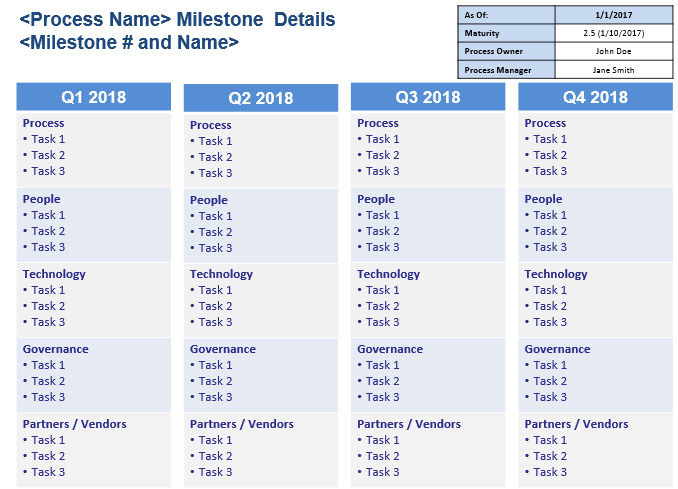 <Process Name> Milestone  Details
<Milestone # and Name>
As Of: 1/1/2017
Maturity 2.5 (1/10/2017)
Process Owner John Doe
Process Manager Jane Smith
Q1 2018
Process
• Task 1
• Task 2
• Task 3
People
• Task 1
• Task 2
• Task 3
Technology
• Task 1
• Task 2
• Task 3
Governance
• Task 1
• Task 2
• Task 3
Partners / Vendors
• Task 1
• Task 2
• Task 3
Q2 2018
Process
• Task 1
• Task 2
• Task 3
People
• Task 1
• Task 2
• Task 3
Technology
• Task 1
• Task 2
• Task 3
Governance
• Task 1
• Task 2
• Task 3
Partners / Vendors
• Task 1
• Task 2
• Task 3
Q3 2018
Process
• Task 1
• Task 2
• Task 3
People
• Task 1
• Task 2
• Task 3
Technology
• Task 1
• Task 2
• Task 3
Governance
• Task 1
• Task 2
• Task 3
Partners / Vendors
• Task 1
• Task 2
• Task 3
Q4 2018
Process
• Task 1
• Task 2
• Task 3
People
• Task 1
• Task 2
• Task 3
Technology
• Task 1
• Task 2
• Task 3
Governance
• Task 1
• Task 2
• Task 3
Partners / Vendors
• Task 1
• Task 2
• Task 3